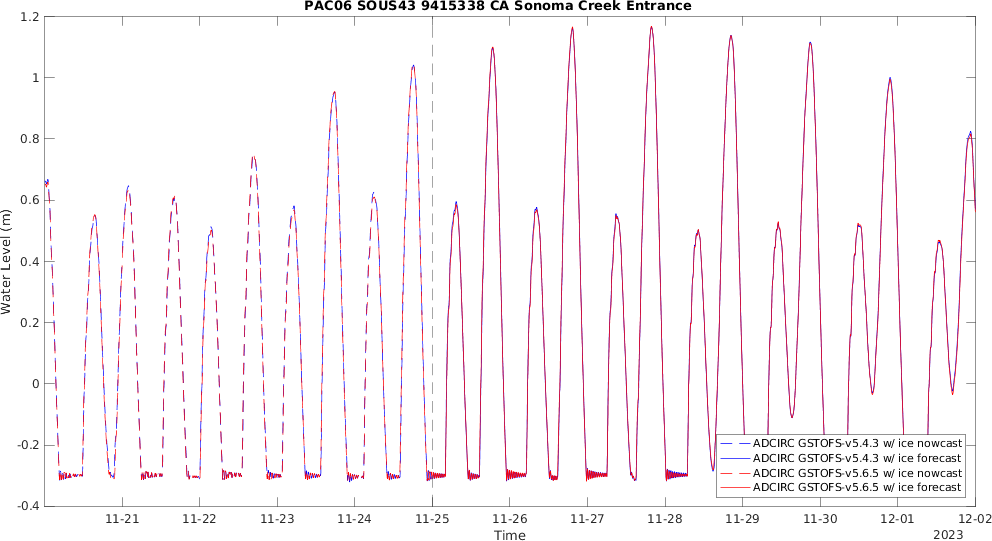 PAC06 SOUS43 9415338 CA Sonoma Creek Entrance
Water Level (m)
1.2
1
0.8
0.6
0.4
0.2
0
-0.2
-0.4
ADCIRC GSTOFS-v5.4.3 w/ ice nowcast
ADCIRC GSTOFS-v5.4.3 w/ ice forecast
ADCIRC GSTOFS-v5.6.5 w/ ice nowcast
ADCIRC GSTOFS-v5.6.5 w/ ice forecast
11-21 11-22 11-23 11-24 11-25 11-26 11-27 11-28 11-29 11-30 12-01 12-02
Time
2023